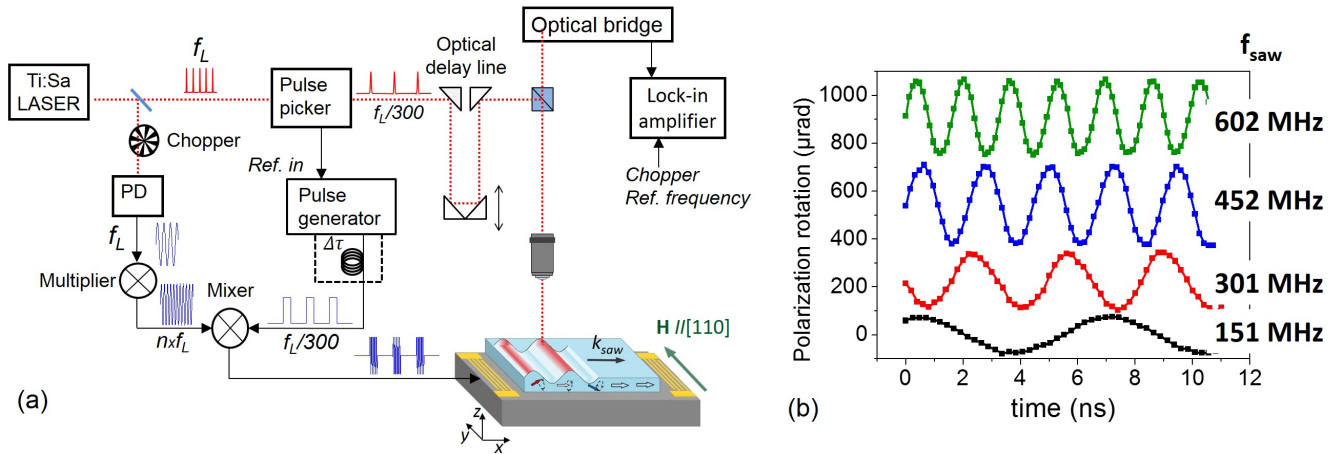 Ti:Sa
LASER
f_L
Pulse
picker
f_L/300
Optical
delay line
Optical bridge
Lock-in
amplifier
Chopper
Ref. frequency
Chopper
PD
f_L
Multiplier
n×f_L
Ref. in
Pulse
generator
Δτ
Mixer
f_L/300
k_saw
H //[110]
z
y
x
(a)
f_saw
1000
800
600
400
200
0
Polarization rotation (µrad)
602 MHz
452 MHz
301 MHz
151 MHz
0 2 4 6 8 10 12
time (ns)
(b)